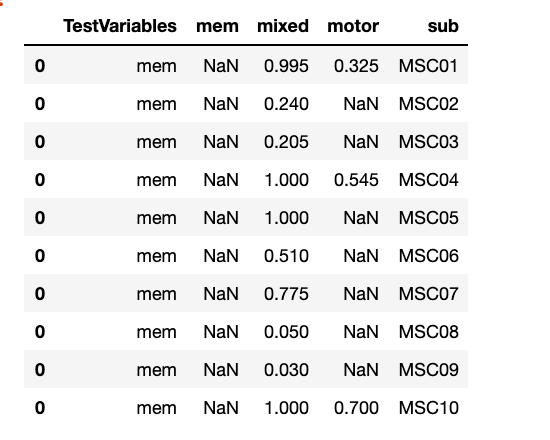 TestVariables mem mixed motor sub
0 mem NaN 0.995 0.325 MSC01
0 mem NaN 0.240 NaN MSC02
0 mem NaN 0.205 NaN MSC03
0 mem NaN 1.000 0.545 MSC04
0 mem NaN 1.000 NaN MSC05
0 mem NaN 0.510 NaN MSC06
0 mem NaN 0.775 NaN MSC07
0 mem NaN 0.050 NaN MSC08
0 mem NaN 0.030 NaN MSC09
0 mem NaN 1.000 0.700 MSC10